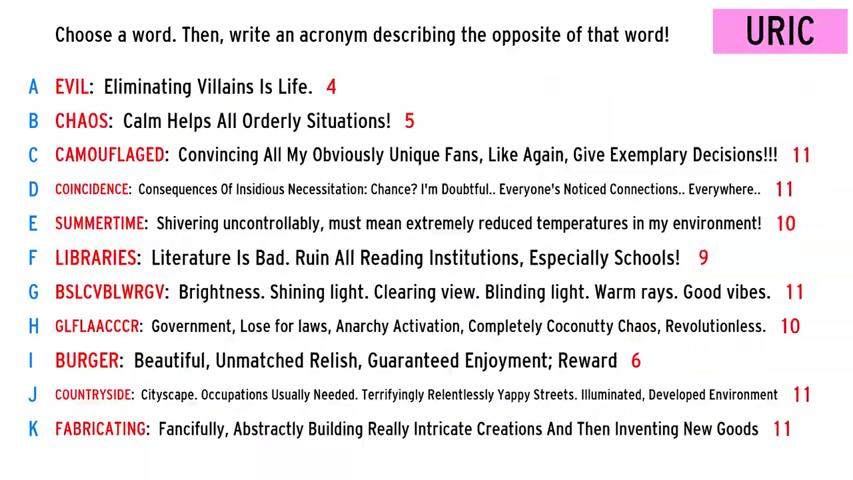 Choose a word. Then, write an acronym describing the opposite of that word!
URIC
A EVIL: Eliminating Villains Is Life. 4
B CHAOS: Calm Helps All Orderly Situations! 5
C CAMOUFLAGED: Convincing All My Obviously Unique Fans, Like Again, Give Exemplary Decisions!!! 11
D COINCIDENCE: Consequences Of Insidious Necessitation: Chance? I'm Doubtful.. Everyone's Noticed Connections.. Everywhere.. 11
E SUMMERTIME: Shivering uncontrollably, must mean extremely reduced temperatures in my environment! 10
F LIBRARIES: Literature Is Bad. Ruin All Reading Institutions, Especially Schools! 9
G BSLCVBLWRGV: Brightness. Shining light. Clearing view. Blinding light. Warm rays. Good vibes. 11
H GLFLAACCCR: Government, Lose for laws, Anarchy Activation, Completely Coconutty Chaos, Revolutionless. 10
I BURGER: Beautiful, Unmatched Relish, Guaranteed Enjoyment; Reward 6
J COUNTRYSIDE: Cityscape. Occupations Usually Needed. Terrifyingly Relentlessly Yappy Streets. Illuminated, Developed Environment 11
K FABRICATING: Fancifully, Abstractly Building Really Intricate Creations And Then Inventing New Goods 11